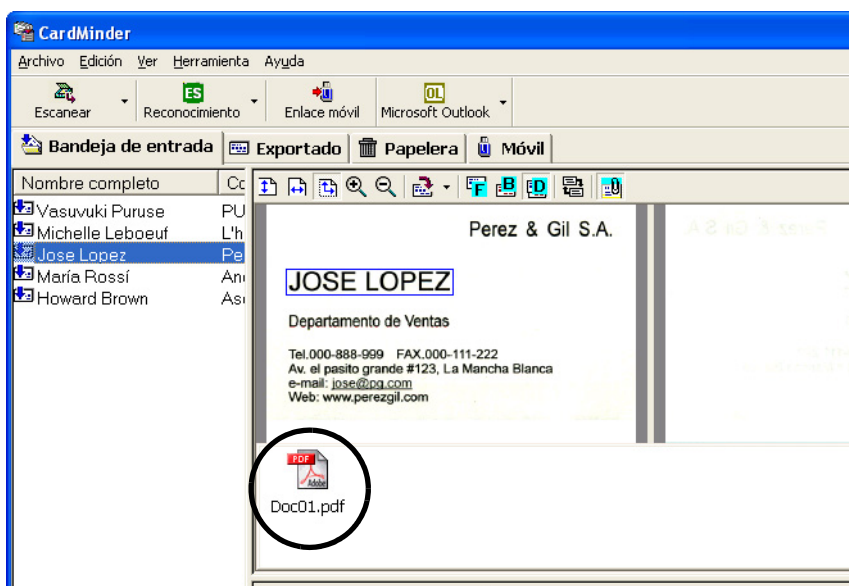 CardMinder
Archivo Edición Ver Herramienta Ayuda
Escanear Reconocimiento Enlace móvil Microsoft Outlook
ES
OL
Bandeja de entrada Exportado Papelera Móvil
Nombre completo Co
F B D
Vasuvuki Puruse PU
Michelle Leboeuf L'h
Jose Lopez Pe
María Rossí An
Howard Brown Asi
Perez & Gil S.A.
JOSE LOPEZ
Departamento de Ventas
Tel.000-888-999 FAX.000-111-222
Av. el pasito grande #123, La Mancha Blanca
e-mail: jose@pg.com
Web: www.perezgil.com
PDF
Adobe
Doc01.pdf